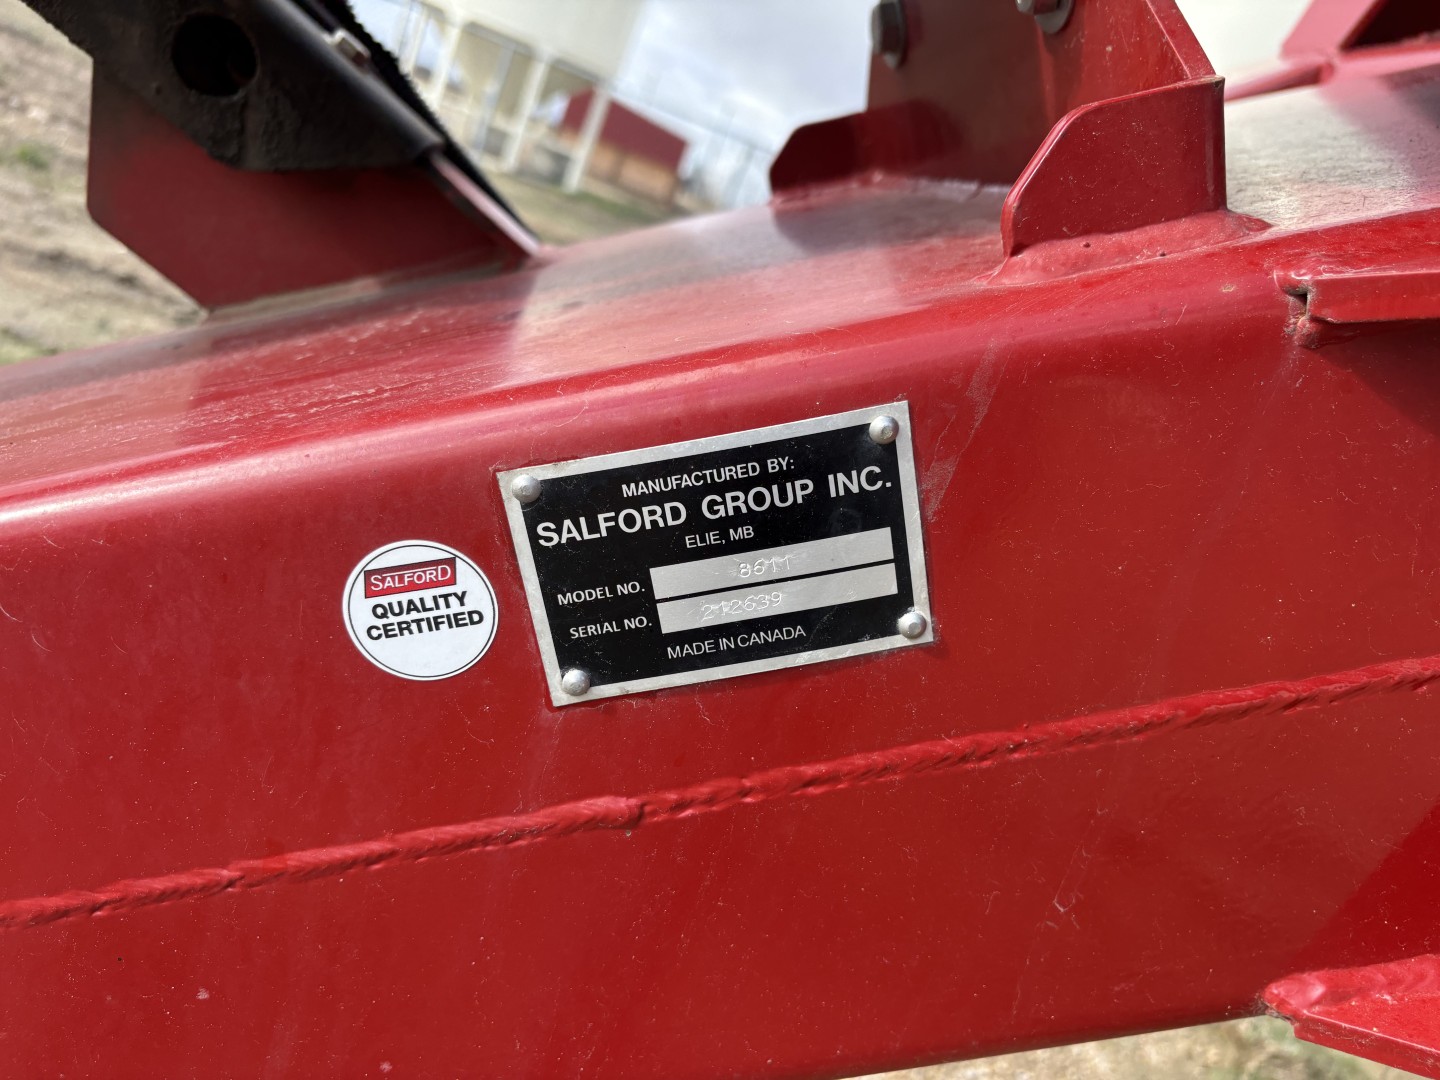 MANUFACTURED BY:
SALFORD GROUP INC.
ELIE, MB
MODEL NO. 8611
SERIAL NO. 212639
MADE IN CANADA
SALFORD
QUALITY
CERTIFIED